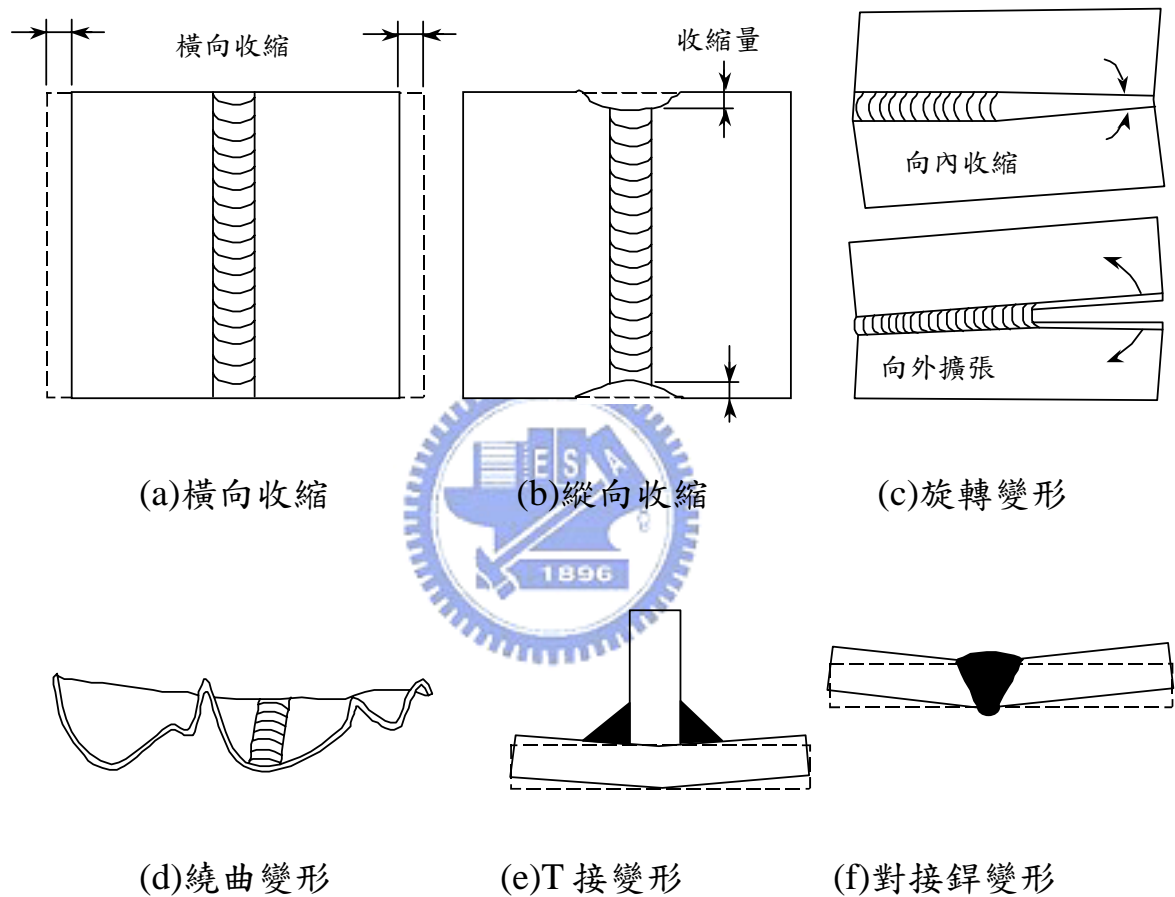 橫向收縮
收縮量
向內收縮
向外擴張
(a)橫向收縮
(b)縱向收縮
(c)旋轉變形
E S A
1896
(d)繞曲變形
(e)T 接變形
(f)對接銲變形